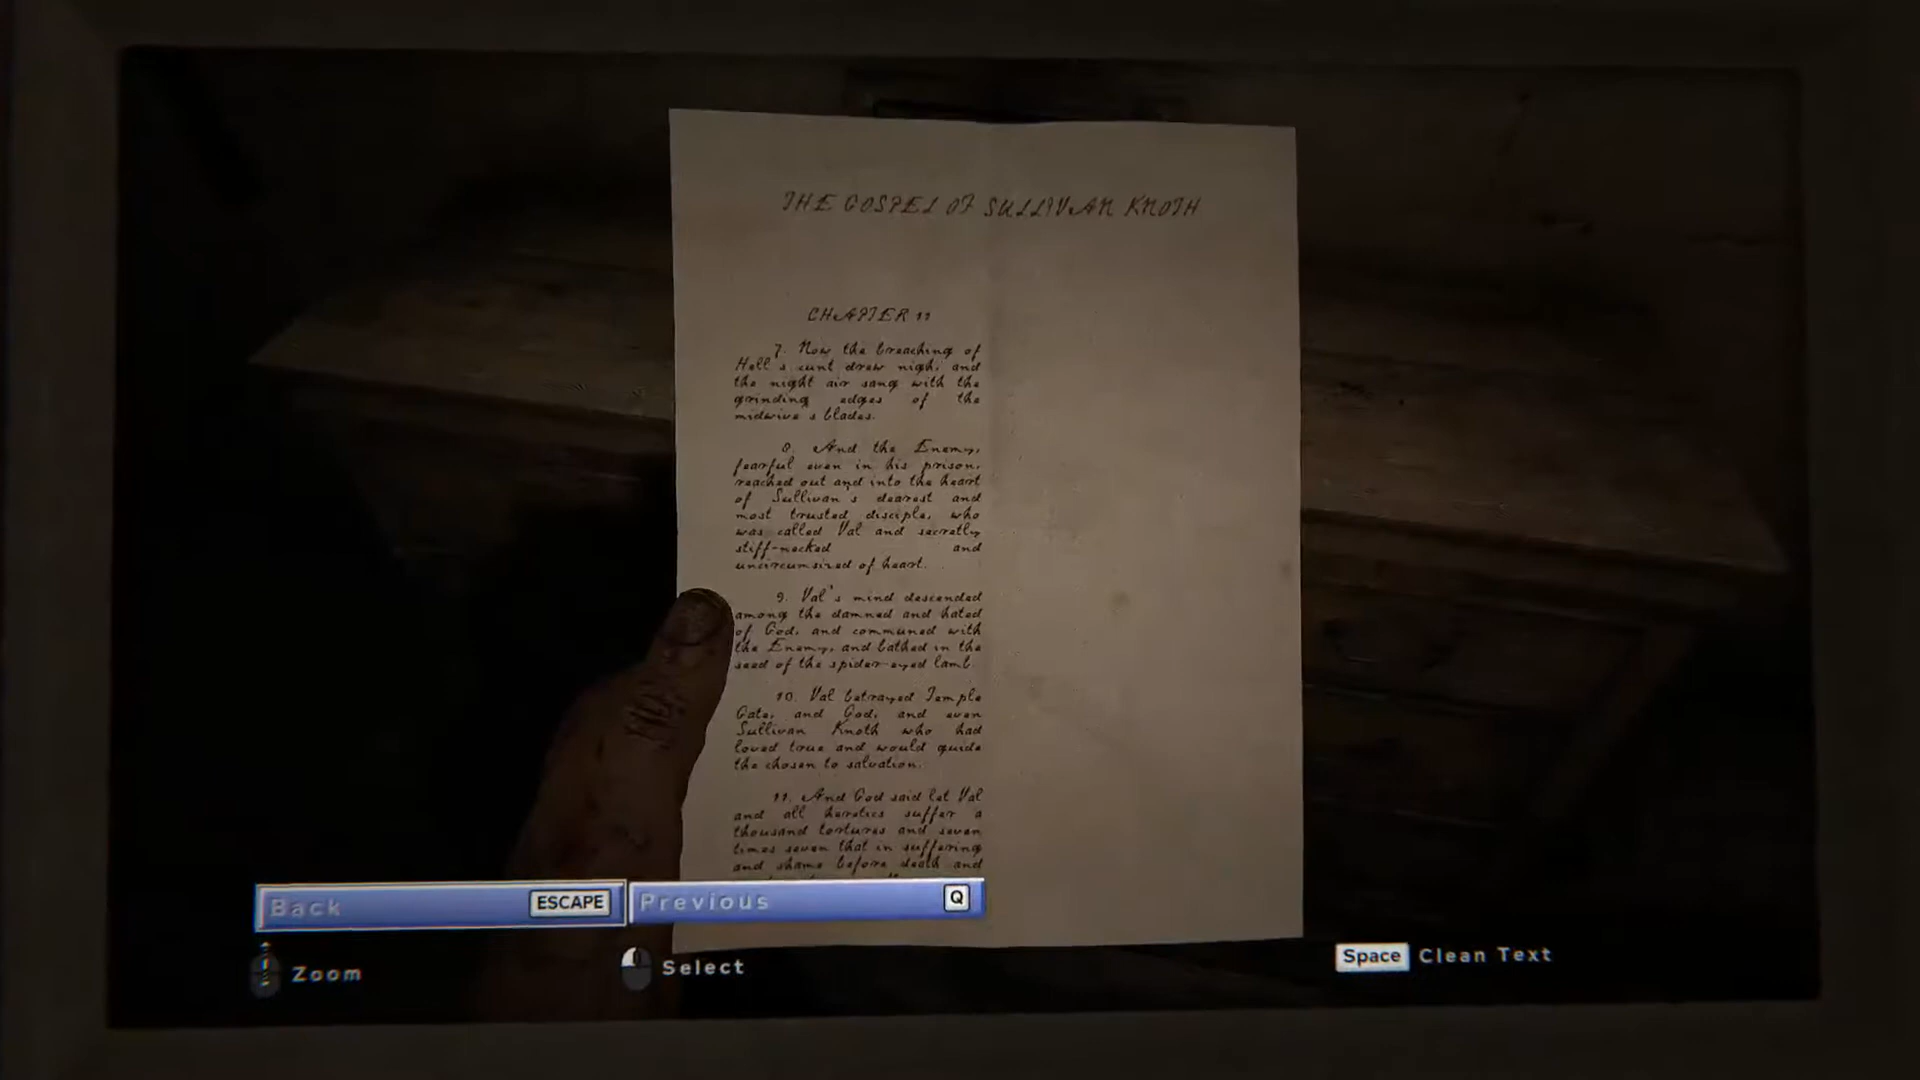 THE GOSPEL OF SULLIVAN KNOTH
CHAPTER 11
7. Now the breaching of
Hell's cunt drew nigh, and
the night air sang with the
grinding edges of the
midwive's blades.
8. And the Enemy,
fearful even in his prison,
reached out and into the heart
of Sullivan's dearest and
most trusted disciple, who
was called Val and secretly
stiff-necked and
uncircumsized of heart.
9. Val's mind descended
among the damned and hated
of God, and communed with
the Enemy, and bathed in the
seed of the spider-eyed lamb.
10. Val betrayed Temple
Gate, and God, and even
Sullivan Knoth who had
loved true and would guide
the chosen to salvation.
11. And God said let Val
and all heretics suffer a
thousand tortures and seven
times seven that in suffering
and shame before death and
Back ESCAPE Previous Q
Zoom Select Space Clean Text